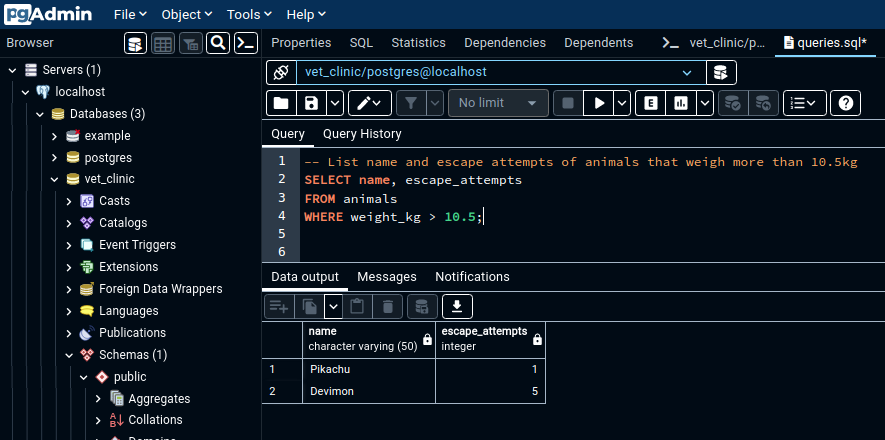 pgAdmin File Object Tools Help
Browser
Properties SQL Statistics Dependencies Dependents vet_clinic/p... queries.sql*
Servers (1)
localhost
Databases (3)
example
postgres
vet_clinic
Casts
Catalogs
Event Triggers
Extensions
Foreign Data Wrappers
Languages
Publications
Schemas (1)
public
Aggregates
Collations
Domains
vet_clinic/postgres@localhost
No limit
E
Query Query History
1 -- List name and escape attempts of animals that weigh more than 10.5kg
2 SELECT name, escape_attempts
3 FROM animals
4 WHERE weight_kg > 10.5;
5
6
Data output Messages Notifications
name escape_attempts
character varying (50) integer
1 Pikachu 1
2 Devimon 5